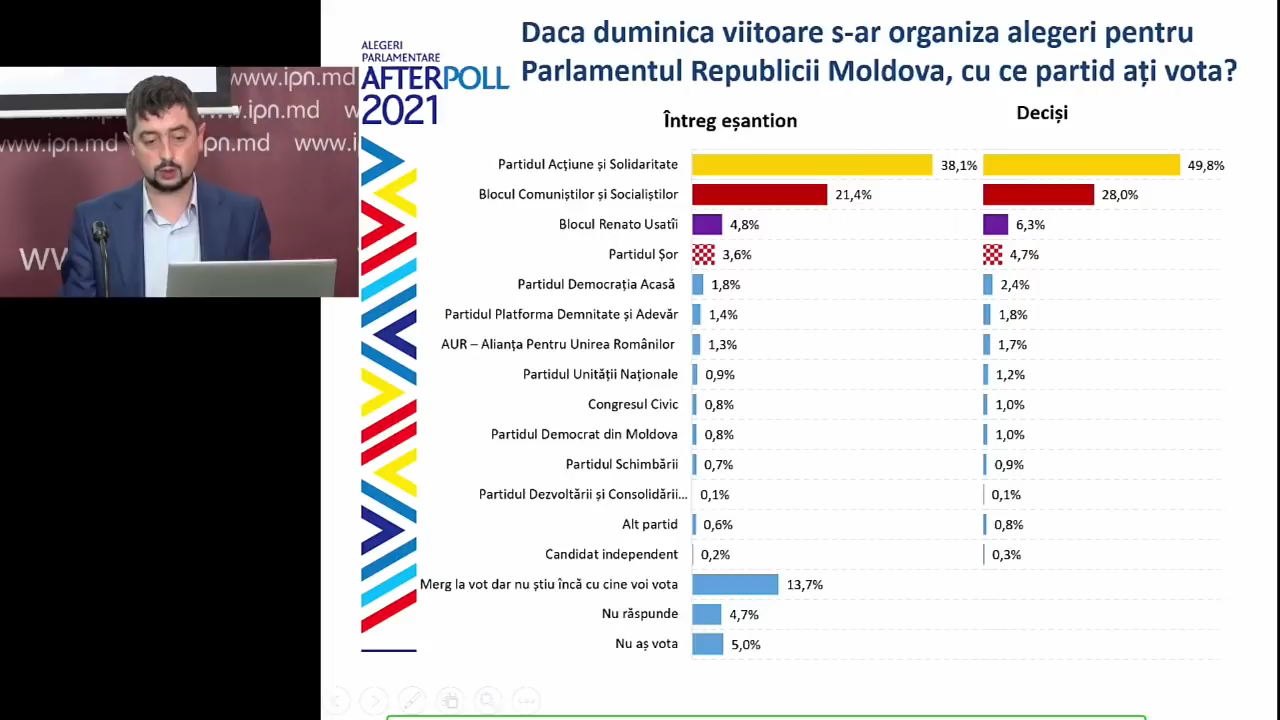 Daca duminica viitoare s-ar organiza alegeri pentru
Parlamentul Republicii Moldova, cu ce partid ați vota?
ALEGERI
PARLAMENTARE
AFTERPOLL
2021
www.ipn.md
.ipn.md w
www.ipn.md pn.md www.i
ww
Întreg eșantion Deciși
Partidul Acțiune și Solidaritate 38,1% 49,8%
Blocul Comuniștilor și Socialiștilor 21,4% 28,0%
Blocul Renato Usatîi 4,8% 6,3%
Partidul Șor 3,6% 4,7%
Partidul Democrația Acasă 1,8% 2,4%
Partidul Platforma Demnitate și Adevăr 1,4% 1,8%
AUR – Alianța Pentru Unirea Românilor 1,3% 1,7%
Partidul Unității Naționale 0,9% 1,2%
Congresul Civic 0,8% 1,0%
Partidul Democrat din Moldova 0,8% 1,0%
Partidul Schimbării 0,7% 0,9%
Partidul Dezvoltării și Consolidării... 0,1% 0,1%
Alt partid 0,6% 0,8%
Candidat independent 0,2% 0,3%
Merg la vot dar nu știu încă cu cine voi vota 13,7%
Nu răspunde 4,7%
Nu aș vota 5,0%